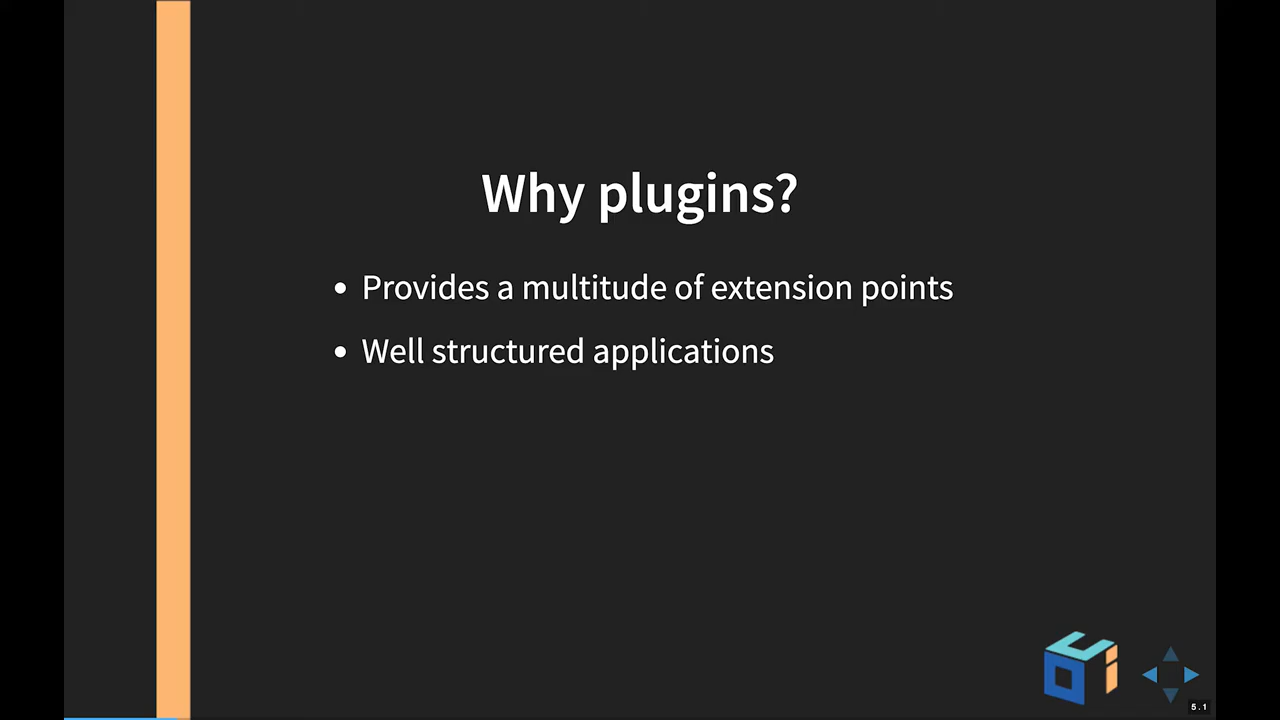 Why plugins?
• Provides a multitude of extension points
• Well structured applications
5.1